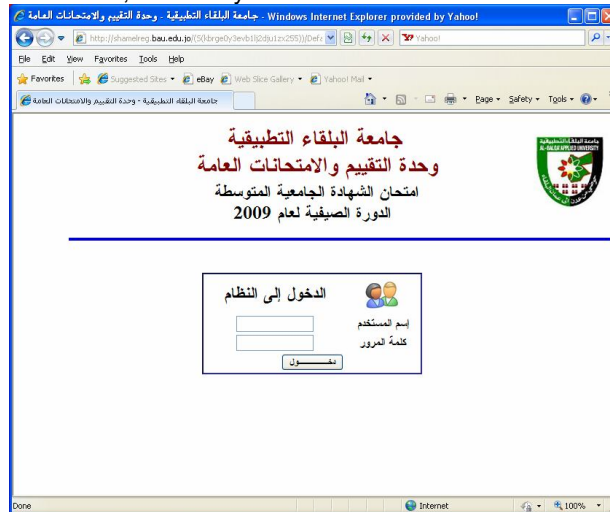 جامعة البلقاء التطبيقية - وحدة التقييم والامتحانات العامة - Windows Internet Explorer provided by Yahoo!
Yahoo!
File Edit View Favorites Tools Help
Favorites Suggested Sites eBay Web Slice Gallery Yahoo! Mail
جامعة البلقاء التطبيقية - وحدة التقييم والامتحانات العامة
Page Safety Tools
جامعة البلقاء التطبيقية
وحدة التقييم والامتحانات العامة
امتحان الشهادة الجامعية المتوسطة
الدورة الصيفية لعام 2009
الدخول إلى النظام
إسم المستخدم
كلمة المرور
دخـــــول
Done Internet 100%